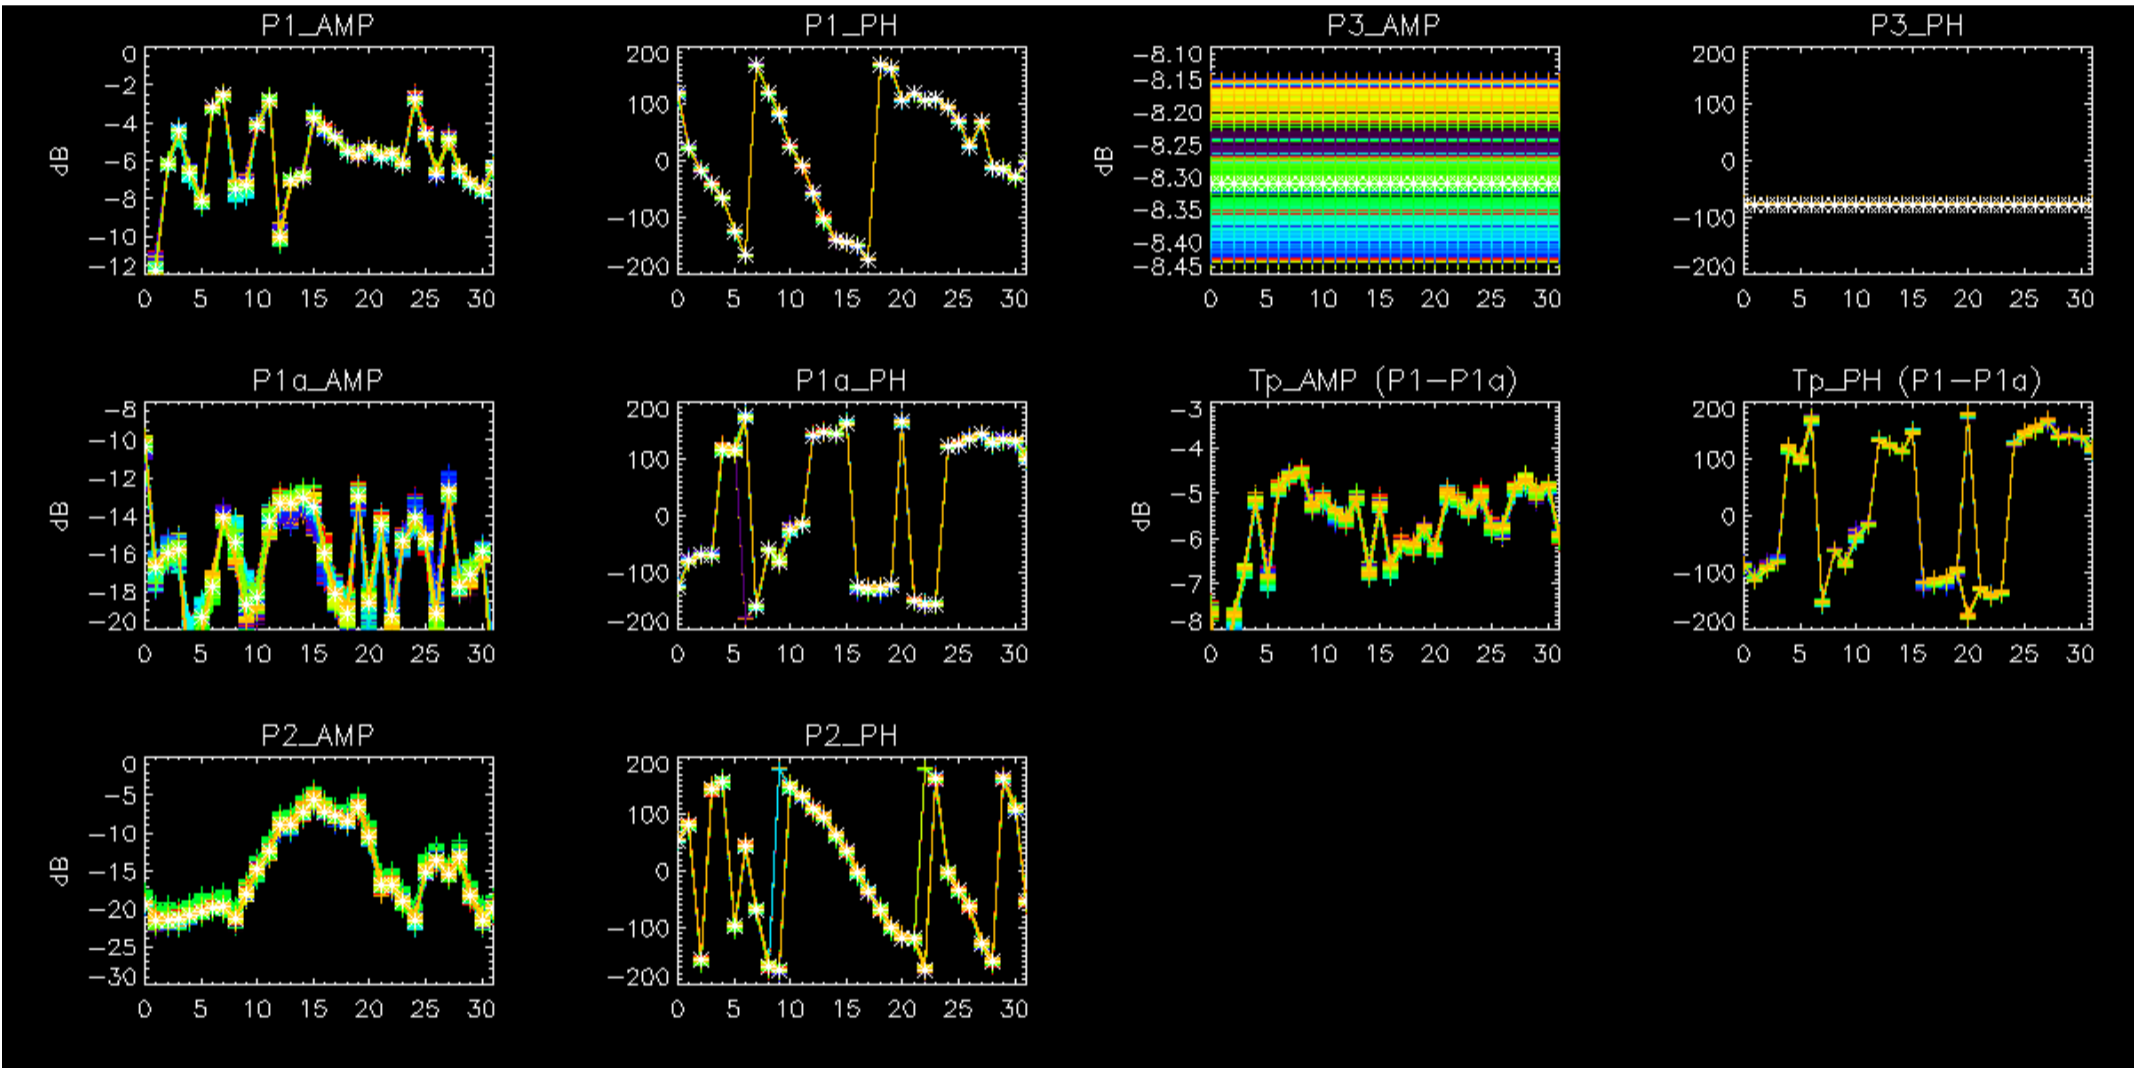 P1_AMP
0
−2
−4
−6
−8
−10
−12
dB
0 5 10 15 20 25 30
P1_PH
200
100
0
−100
−200
0 5 10 15 20 25 30
P3_AMP
−8.10
−8.15
−8.20
−8.25
−8.30
−8.35
−8.40
−8.45
dB
0 5 10 15 20 25 30
P3_PH
200
100
0
−100
−200
0 5 10 15 20 25 30
P1a_AMP
−8
−10
−12
−14
−16
−18
−20
dB
0 5 10 15 20 25 30
P1a_PH
200
100
0
−100
−200
0 5 10 15 20 25 30
Tp_AMP (P1−P1a)
−3
−4
−5
−6
−7
−8
dB
0 5 10 15 20 25 30
Tp_PH (P1−P1a)
200
100
0
−100
−200
0 5 10 15 20 25 30
P2_AMP
0
−5
−10
−15
−20
−25
−30
dB
0 5 10 15 20 25 30
P2_PH
200
100
0
−100
−200
0 5 10 15 20 25 30